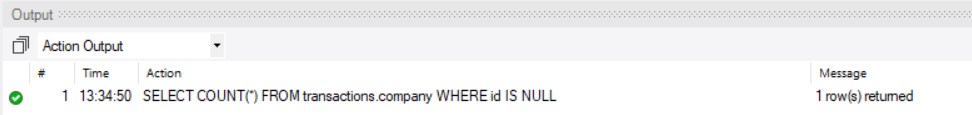 Output
Action Output
# Time Action Message
1 13:34:50 SELECT COUNT(*) FROM transactions.company WHERE id IS NULL 1 row(s) returned